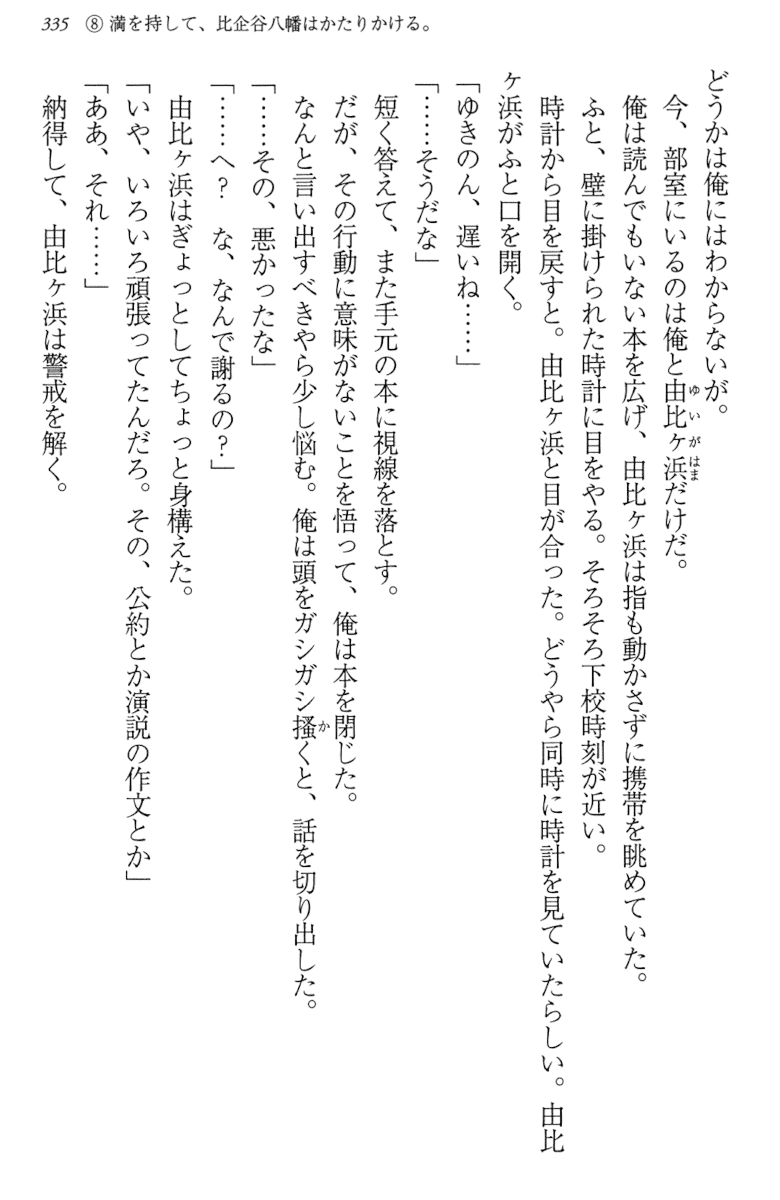 335 ⑧ 満を持して、比企谷八幡はかたりかける。
どうかは俺にはわからないが。
今、部室にいるのは俺と由比ヶ浜だけだ。
俺は読んでもいない本を広げ、由比ヶ浜は指も動かさずに携帯を眺めていた。
ふと、壁に掛けられた時計に目をやる。そろそろ下校時刻が近い。
時計から目を戻すと。由比ヶ浜と目が合った。どうやら同時に時計を見ていたらしい。由比
ヶ浜がふと口を開く。
「ゆきのん、遅いね……」
「……そうだな」
短く答えて、また手元の本に視線を落とす。
だが、その行動に意味がないことを悟って、俺は本を閉じた。
なんと言い出すべきやら少し悩む。俺は頭をガシガシ掻くと、話を切り出した。
「……その、悪かったな」
「……へ？　な、なんで謝るの？」
由比ヶ浜はぎょっとしてちょっと身構えた。
「いや、いろいろ頑張ってたんだろ。その、公約とか演説の作文とか」
「ああ、それ……」
納得して、由比ヶ浜は警戒を解く。